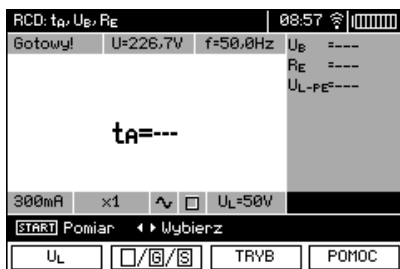 RCD: tA, UB, RE 08:57
Gotowy! U=226,7V f=50,0Hz
UB =---
RE =---
UL-PE=---
tA=---
300mA x1 UL=50V
START Pomiar Wybierz
UL □/G/S TRYB POMOC